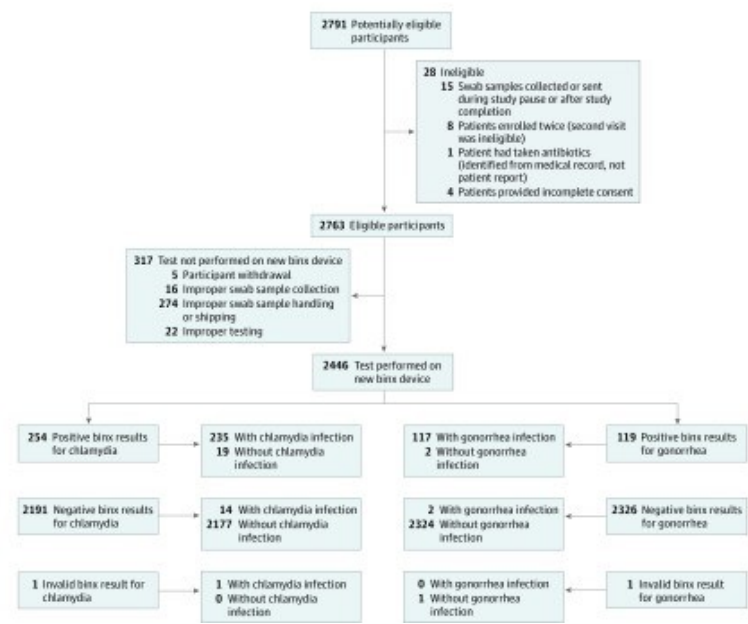 2791 Potentially eligible
participants
28 Ineligible
15 Swab samples collected or sent
during study pause or after study
completion
8 Patients enrolled twice (second visit
was ineligible)
1 Patient had taken antibiotics
(identified from medical record, not
patient report)
4 Patients provided incomplete consent
2763 Eligible participants
317 Test not performed on new binx device
5 Participant withdrawal
16 Improper swab sample collection
274 Improper swab sample handling
or shipping
22 Improper testing
2446 Test performed on
new binx device
254 Positive binx results
for chlamydia
235 With chlamydia infection
19 Without chlamydia
infection
117 With gonorrhea infection
2 Without gonorrhea
infection
119 Positive binx results
for gonorrhea
2191 Negative binx results
for chlamydia
14 With chlamydia infection
2177 Without chlamydia
infection
2 With gonorrhea infection
2324 Without gonorrhea
infection
2326 Negative binx results
for gonorrhea
1 Invalid binx result for
chlamydia
1 With chlamydia infection
0 Without chlamydia
infection
0 With gonorrhea infection
1 Without gonorrhea
infection
1 Invalid binx result
for gonorrhea